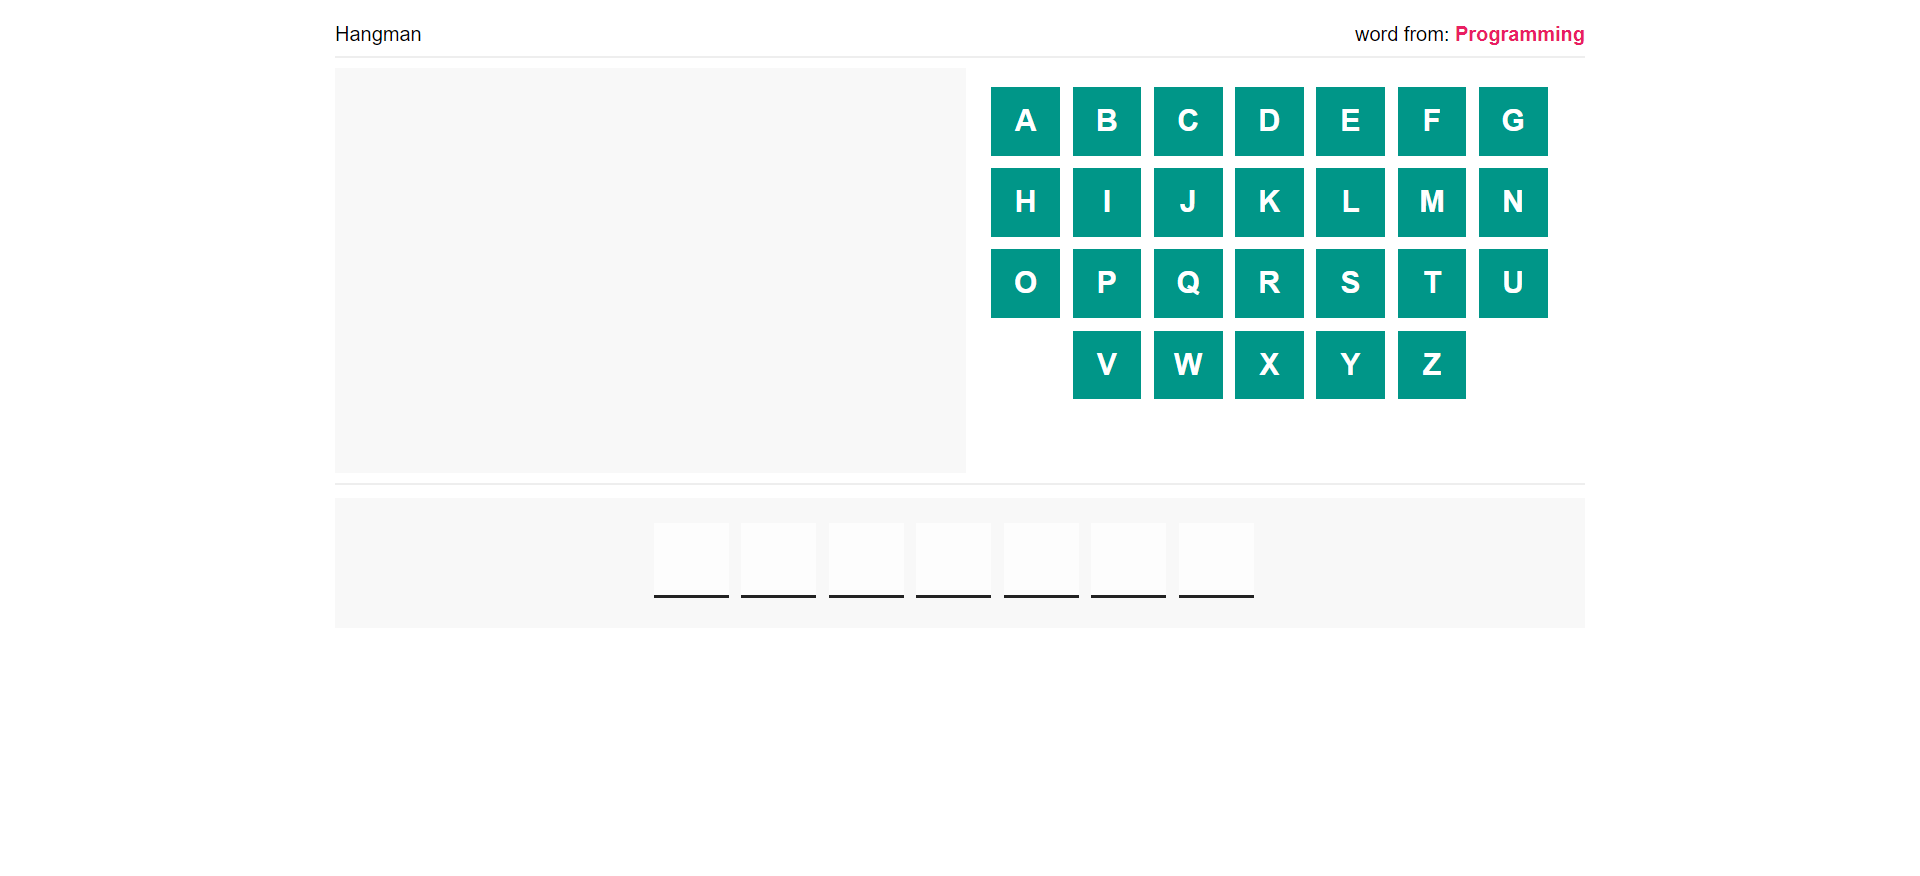 Hangman
word from: Programming
A B C D E F G
H I J K L M N
O P Q R S T U
V W X Y Z